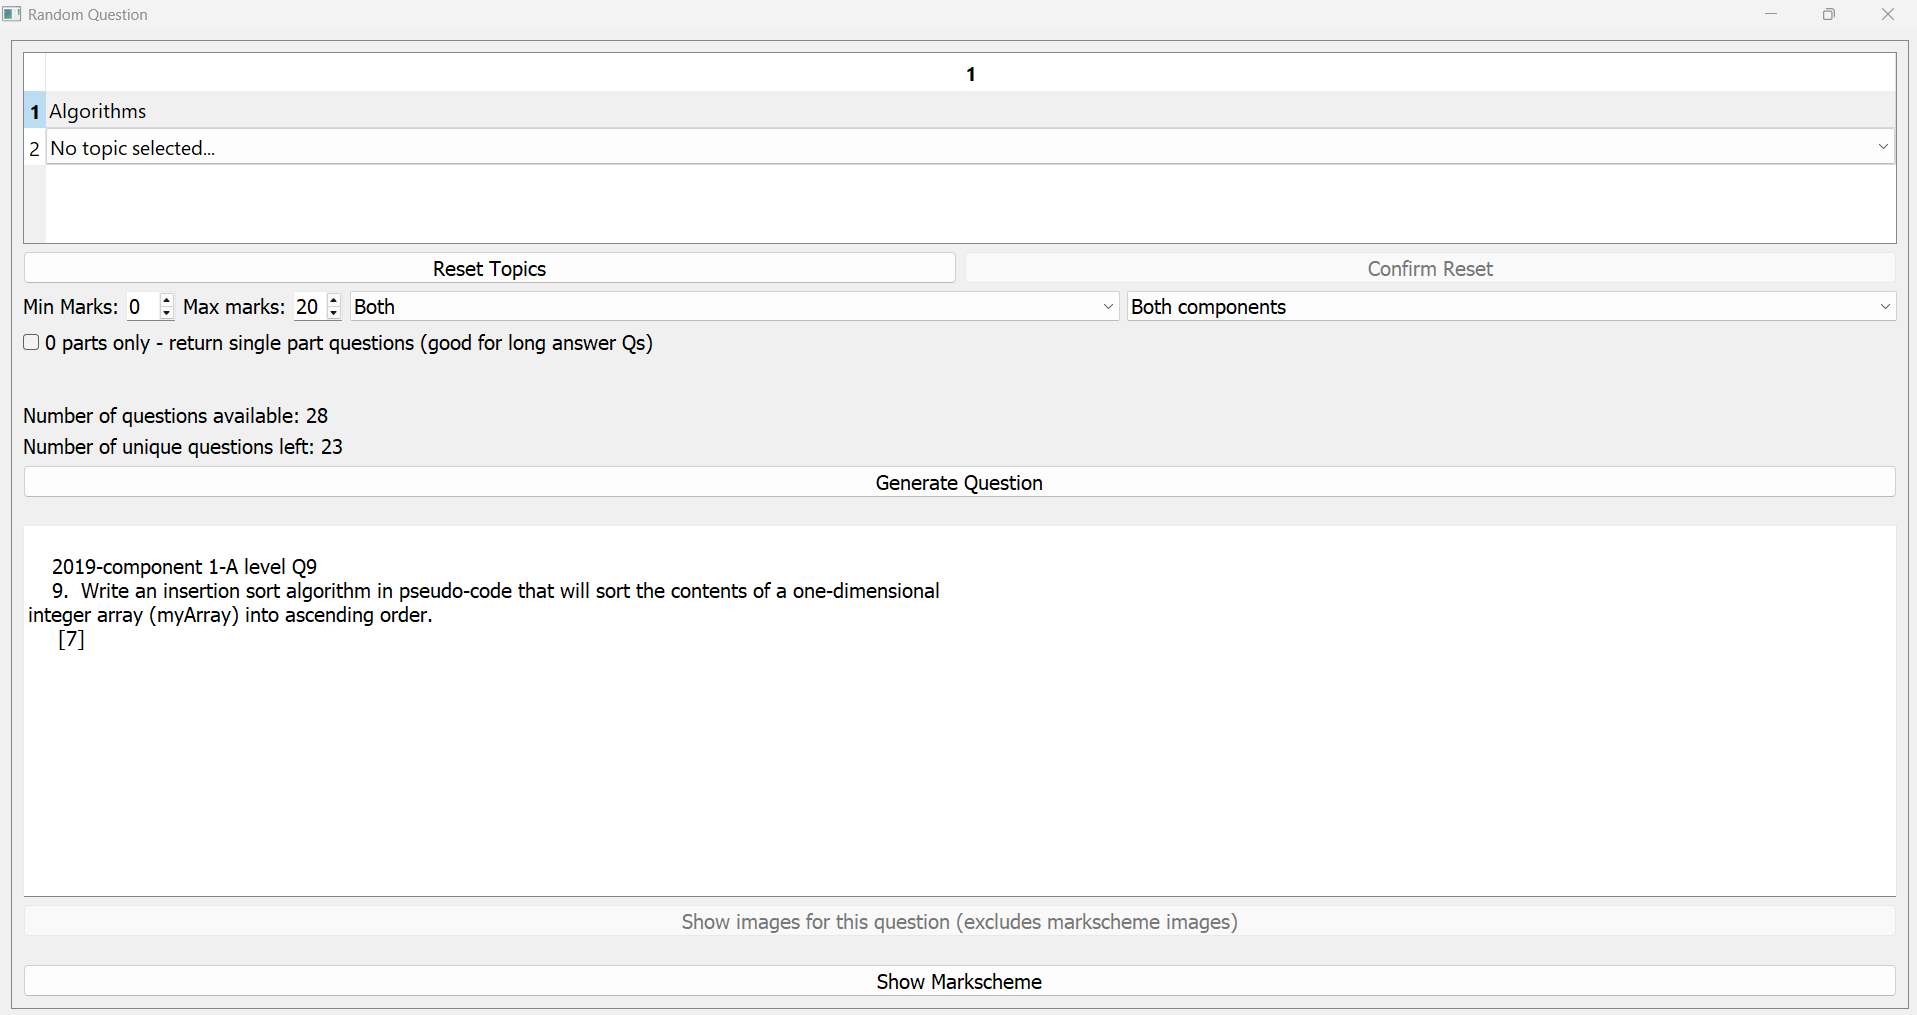 Random Question
1
1 Algorithms
2 No topic selected...
Reset Topics Confirm Reset
Min Marks: 0 Max marks: 20 Both Both components
0 parts only - return single part questions (good for long answer Qs)
Number of questions available: 28
Number of unique questions left: 23
Generate Question
2019-component 1-A level Q9
9. Write an insertion sort algorithm in pseudo-code that will sort the contents of a one-dimensional
integer array (myArray) into ascending order.
[7]
Show images for this question (excludes markscheme images)
Show Markscheme